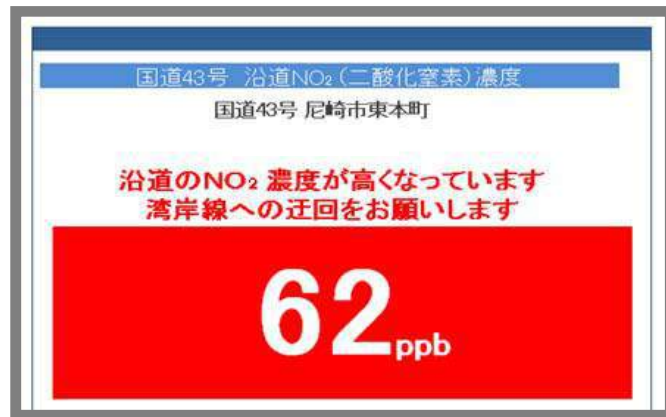 国道43号 沿道NO₂(二酸化窒素)濃度
国道43号 尼崎市東本町
沿道のNO₂ 濃度が高くなっています
湾岸線への迂回をお願いします
62ppb